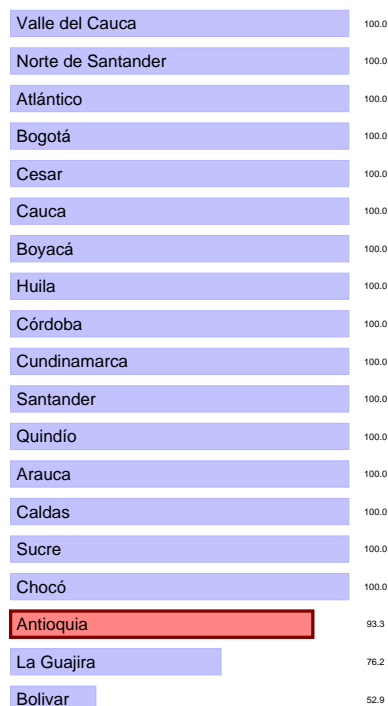 Valle del Cauca 100.0
Norte de Santander 100.0
Atlántico 100.0
Bogotá 100.0
Cesar 100.0
Cauca 100.0
Boyacá 100.0
Huila 100.0
Córdoba 100.0
Cundinamarca 100.0
Santander 100.0
Quindío 100.0
Arauca 100.0
Caldas 100.0
Sucre 100.0
Chocó 100.0
Antioquia 93.3
La Guajira 76.2
Bolivar 52.9